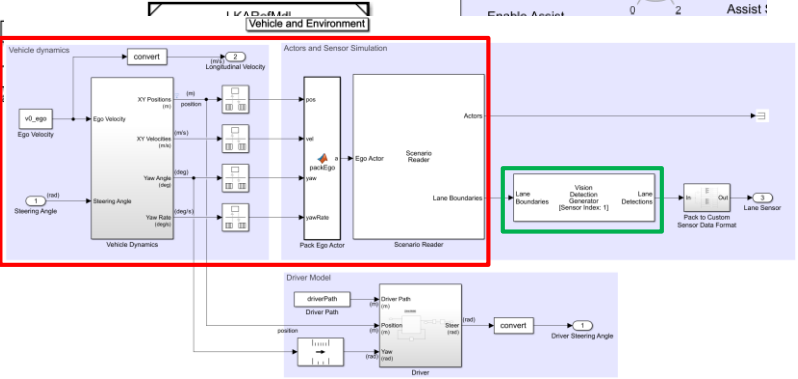 LKARefMdl
Enable Assist
0
2
Assist
Vehicle and Environment
Vehicle dynamics
convert
(m/s)
2
Longitudinal Velocity
v0_ego
Ego Velocity
1
(rad)
Steering Angle
Ego Velocity
Steering Angle
XY Positions
(m)
XY Velocities
(m/s)
Yaw Angle
(deg)
Yaw Rate
(deg/s)
Vehicle Dynamics
(m)
position
(m/s)
(deg)
(deg/s)
Actors and Sensor Simulation
pos
vel
yaw
yawRate
packEgo
a
Pack Ego Actor
Ego Actor
Scenario
Reader
Actors
Lane Boundaries
Scenario Reader
Lane
Boundaries
Vision
Detection
Generator
[Sensor Index: 1]
Lane
Detections
In
Out
Pack to Custom
Sensor Data Format
3
Lane Sensor
Driver Model
driverPath
Driver Path
(m)
position
(m)
(rad)
Driver Path
(m)
Position
(m)
Yaw
(rad)
Steer
(rad)
Driver
(rad)
convert
1
Driver Steering Angle